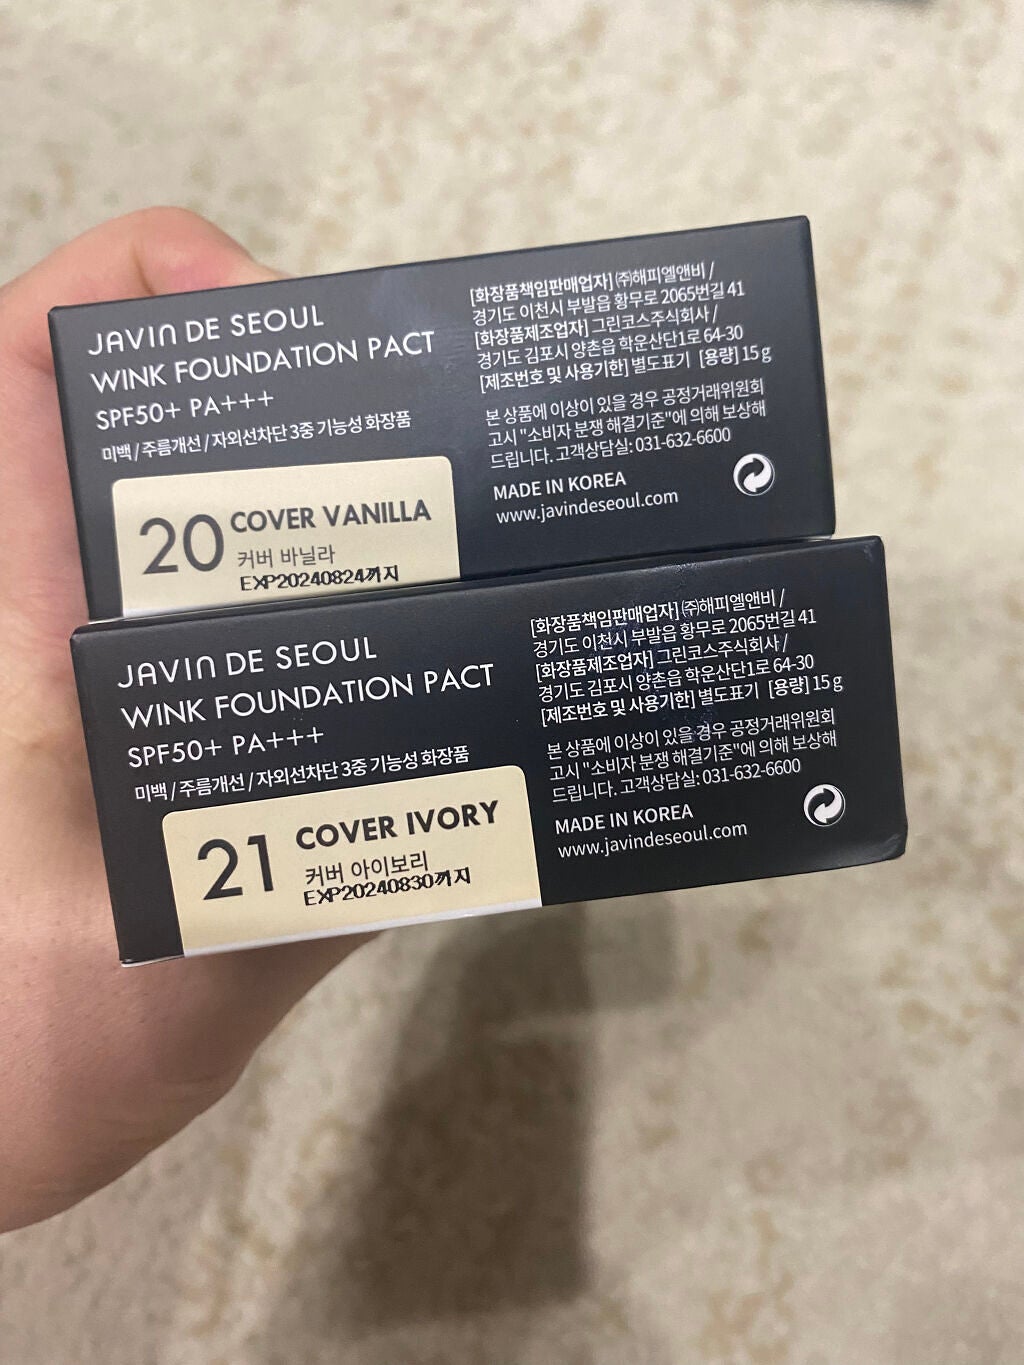 JAVIN DE SEOUL
WINK FOUNDATION PACT
SPF50+ PA+++
미백 / 주름개선 / 자외선차단 3중 기능성 화장품
20 COVER VANILLA
커버 바닐라
EXP20240824까지
[화장품책임판매업자] ㈜해피엘앤비 /
경기도 이천시 부발읍 황무로 2065번길 41
[화장품제조업자] 그린코스주식회사 /
경기도 김포시 양촌읍 학운산단1로 64-30
[제조번호 및 사용기한] 별도표기 [용량] 15 g
본 상품에 이상이 있을 경우 공정거래위원회
고시 "소비자 분쟁 해결기준"에 의해 보상해
드립니다. 고객상담실: 031-632-6600
MADE IN KOREA
www.javindeseoul.com
JAVIN DE SEOUL
WINK FOUNDATION PACT
SPF50+ PA+++
미백 / 주름개선 / 자외선차단 3중 기능성 화장품
21 COVER IVORY
커버 아이보리
EXP20240830까지
[화장품책임판매업자] ㈜해피엘앤비 /
경기도 이천시 부발읍 황무로 2065번길 41
[화장품제조업자] 그린코스주식회사 /
경기도 김포시 양촌읍 학운산단1로 64-30
[제조번호 및 사용기한] 별도표기 [용량] 15 g
본 상품에 이상이 있을 경우 공정거래위원회
고시 "소비자 분쟁 해결기준"에 의해 보상해
드립니다. 고객상담실: 031-632-6600
MADE IN KOREA
www.javindeseoul.com